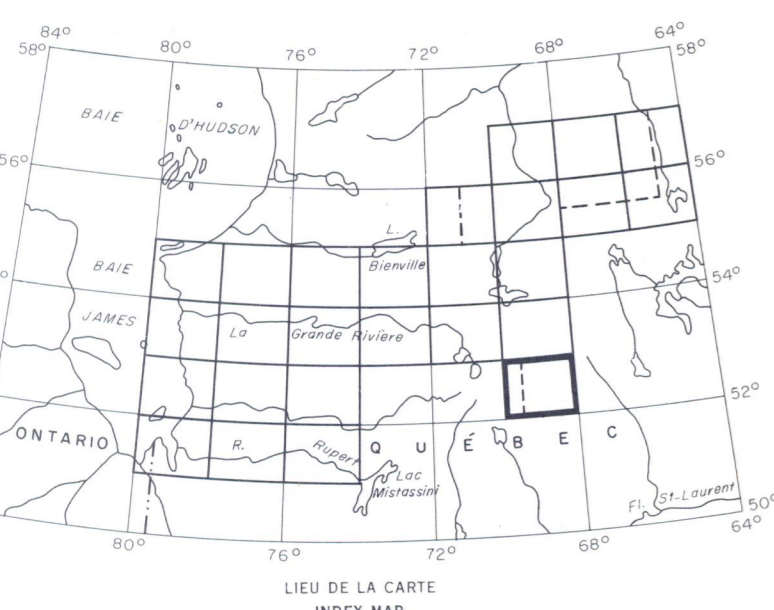 84°
80°
76°
72°
68°
64°
58°
58°
BAIE
D'HUDSON
56°
56°
L.
Bienville
BAIE
54°
JAMES
La Grande Rivière
52°
ONTARIO
R. Rupert
Q U É B E C
Lac
Mistassini
Fl. St-Laurent
50°
64°
80°
76°
72°
68°
LIEU DE LA CARTE
INDEX MAP